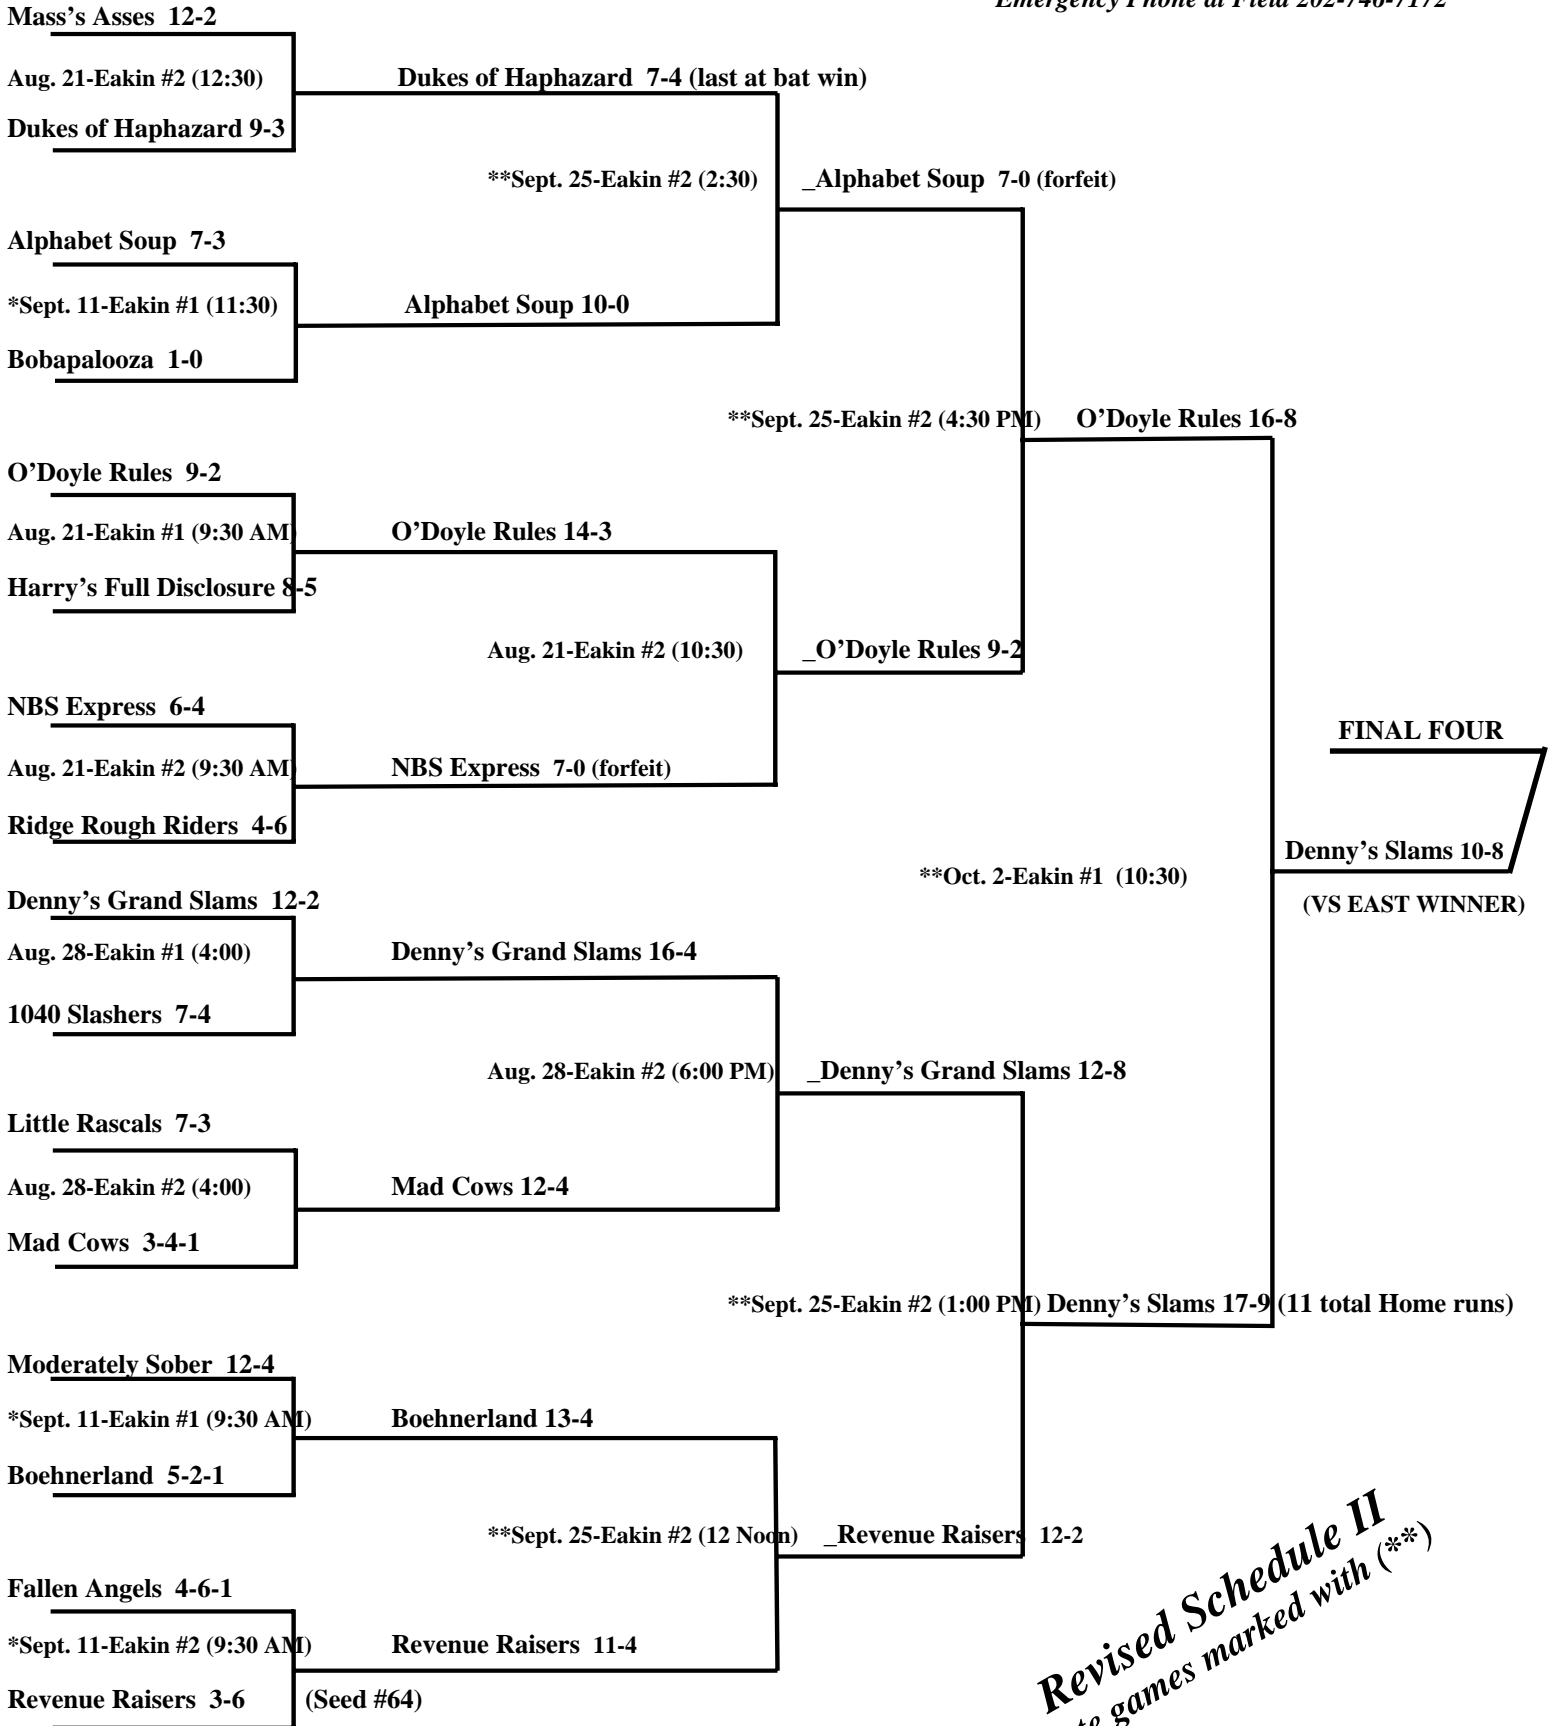 Emergency Phone at Field 202-746-7172
Mass's Asses 12-2
Aug. 21-Eakin #2 (12:30)
Dukes of Haphazard 7-4 (last at bat win)
Dukes of Haphazard 9-3
**Sept. 25-Eakin #2 (2:30)
_Alphabet Soup 7-0 (forfeit)
Alphabet Soup 7-3
*Sept. 11-Eakin #1 (11:30)
Alphabet Soup 10-0
Bobapalooza 1-0
**Sept. 25-Eakin #2 (4:30 PM)
O'Doyle Rules 16-8
O'Doyle Rules 9-2
Aug. 21-Eakin #1 (9:30 AM)
O'Doyle Rules 14-3
Harry's Full Disclosure 8-5
Aug. 21-Eakin #2 (10:30)
_O'Doyle Rules 9-2
NBS Express 6-4
FINAL FOUR
Aug. 21-Eakin #2 (9:30 AM)
NBS Express 7-0 (forfeit)
Ridge Rough Riders 4-6
Denny's Slams 10-8
**Oct. 2-Eakin #1 (10:30)
(VS EAST WINNER)
Denny's Grand Slams 12-2
Aug. 28-Eakin #1 (4:00)
Denny's Grand Slams 16-4
1040 Slashers 7-4
Aug. 28-Eakin #2 (6:00 PM)
_Denny's Grand Slams 12-8
Little Rascals 7-3
Aug. 28-Eakin #2 (4:00)
Mad Cows 12-4
Mad Cows 3-4-1
**Sept. 25-Eakin #2 (1:00 PM)
Denny's Slams 17-9 (11 total Home runs)
Moderately Sober 12-4
*Sept. 11-Eakin #1 (9:30 AM)
Boehnerland 13-4
Boehnerland 5-2-1
**Sept. 25-Eakin #2 (12 Noon)
_Revenue Raisers 12-2
Fallen Angels 4-6-1
*Sept. 11-Eakin #2 (9:30 AM)
Revenue Raisers 11-4
Revenue Raisers 3-6
(Seed #64)
Revised Schedule II
games marked with (**)